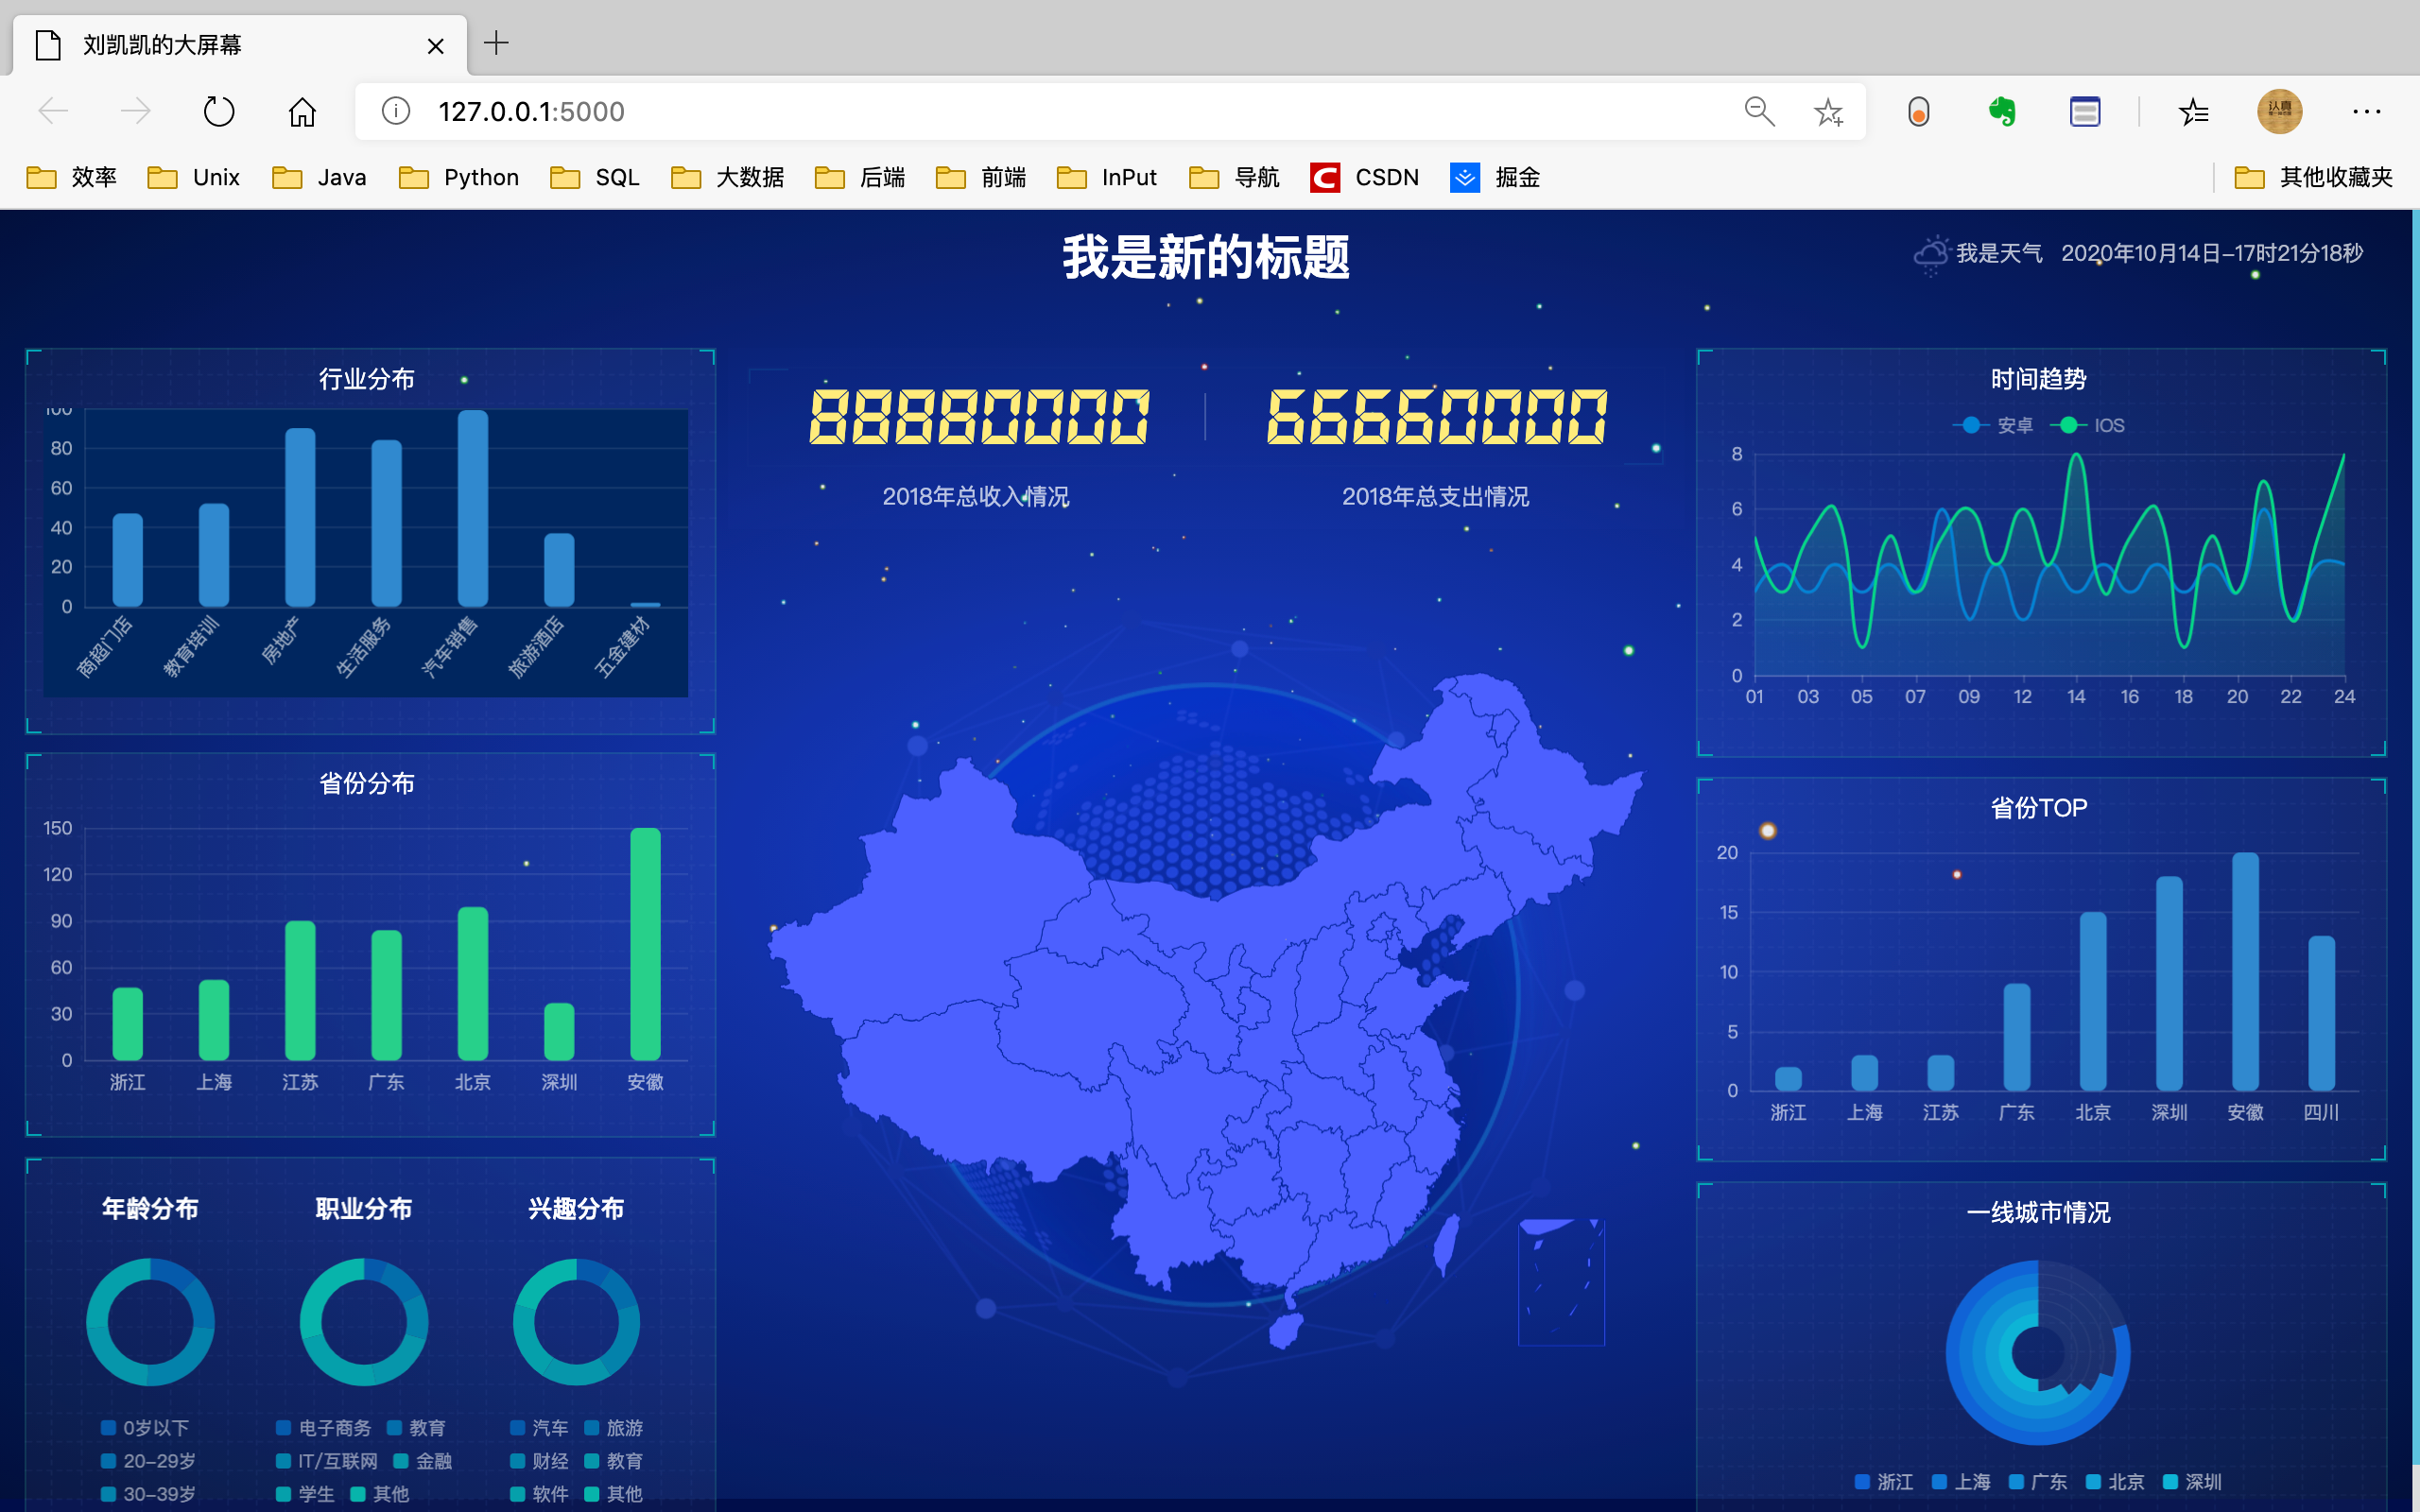 刘凯凯的大屏幕
127.0.0.1:5000
效率 Unix Java Python SQL 大数据 后端 前端 InPut 导航 CSDN 掘金 其他收藏夹
我是新的标题
我是天气 2020年10月14日-17时21分18秒
行业分布
100
80
60
40
20
0
商超门店 教育培训 房地产 生活服务 汽车销售 旅游酒店 五金建材
省份分布
150
120
90
60
30
0
浙江 上海 江苏 广东 北京 深圳 安徽
年龄分布 职业分布 兴趣分布
0岁以下
20-29岁
30-39岁
电子商务 教育
IT/互联网 金融
学生 其他
汽车 旅游
财经 教育
软件 其他
88880000 66660000
2018年总收入情况 2018年总支出情况
时间趋势
安卓 IOS
8
6
4
2
0
01 03 05 07 09 12 14 16 18 20 22 24
省份TOP
20
15
10
5
0
浙江 上海 江苏 广东 北京 深圳 安徽 四川
一线城市情况
浙江 上海 广东 北京 深圳